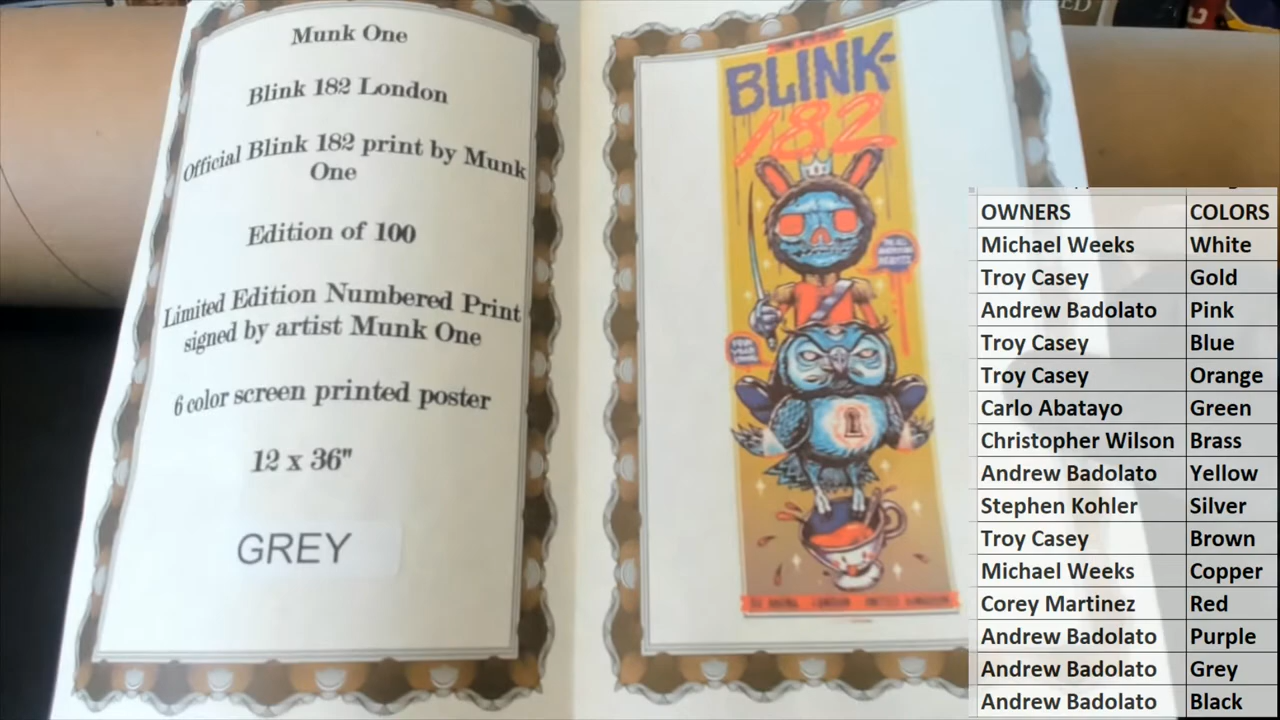 Munk One
Blink 182 London
Official Blink 182 print by Munk
One
Edition of 100
Limited Edition Numbered Print
signed by artist Munk One
6 color screen printed poster
12 x 36"
GREY
BLINK-
182
OWNERS COLORS
Michael Weeks White
Troy Casey Gold
Andrew Badolato Pink
Troy Casey Blue
Troy Casey Orange
Carlo Abatayo Green
Christopher Wilson Brass
Andrew Badolato Yellow
Stephen Kohler Silver
Troy Casey Brown
Michael Weeks Copper
Corey Martinez Red
Andrew Badolato Purple
Andrew Badolato Grey
Andrew Badolato Black